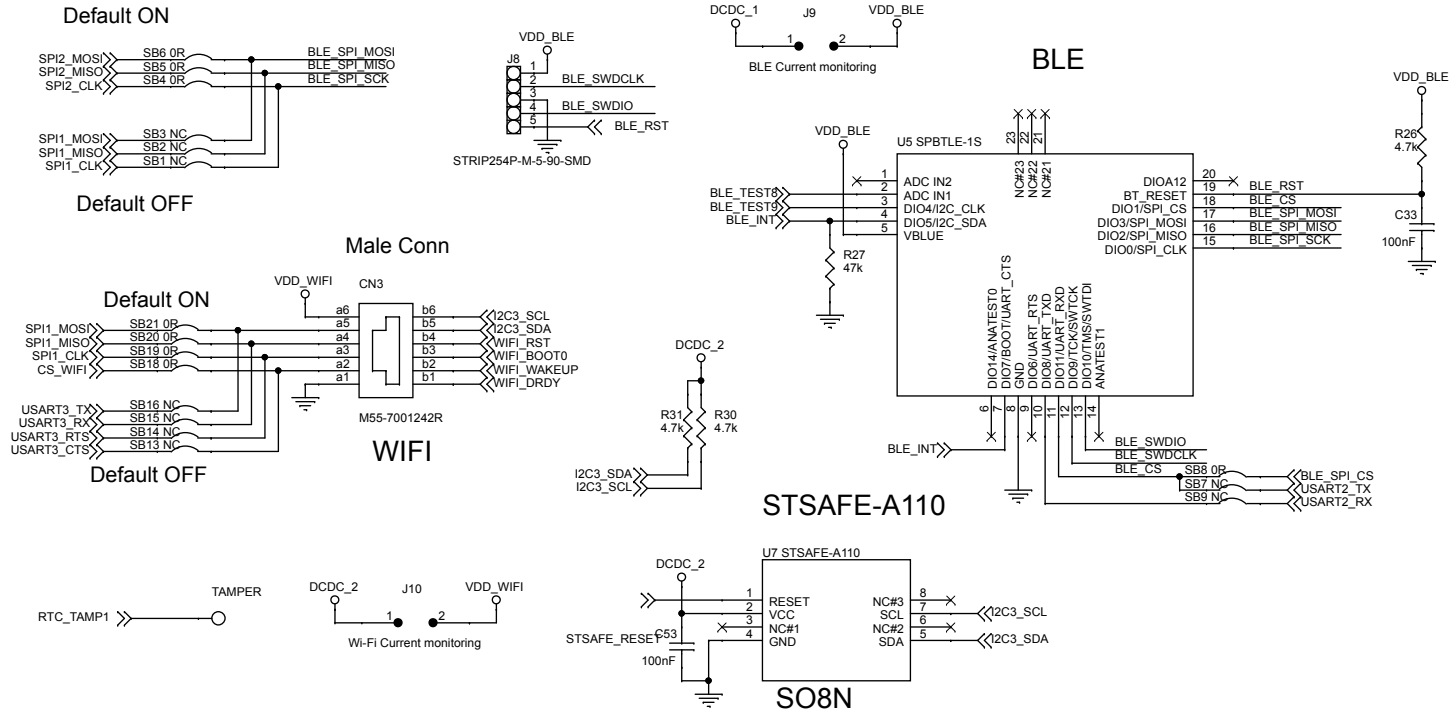 Default ON
SPI2_MOSI SB6 0R BLE_SPI_MOSI
SPI2_MISO SB5 0R BLE_SPI_MISO
SPI2_CLK SB4 0R BLE_SPI_SCK
SPI1_MOSI SB3 NC
SPI1_MISO SB2 NC
SPI1_CLK SB1 NC
Default OFF
VDD_BLE
J8
1
2 BLE_SWDCLK
3
4 BLE_SWDIO
5 BLE_RST
STRIP254P-M-5-90-SMD
DCDC_1 J9 VDD_BLE
1 2
BLE Current monitoring
BLE
VDD_BLE
R26
4.7k
C33
100nF
VDD_BLE
U5 SPBTLE-1S
23 22 21
NC#23 NC#22 NC#21
1 ADC IN2
BLE_TEST8 2 ADC IN1
BLE_TEST9 3 DIO4/I2C_CLK
BLE_INT 4 DIO5/I2C_SDA
5 VBLUE
R27
47k
DIOA12 20
BT_RESET 19 BLE_RST
DIO1/SPI_CS 18 BLE_CS
DIO3/SPI_MOSI 17 BLE_SPI_MOSI
DIO2/SPI_MISO 16 BLE_SPI_MISO
DIO0/SPI_CLK 15 BLE_SPI_SCK
DIO14/ANATEST0 6
DIO7/BOOT/UART_CTS 7
GND 8
DIO6/UART_RTS 9
DIO8/UART_TXD 10
DIO11/UART_RXD 11
DIO9/TCK/SWTCK 12
DIO10/TMS/SWTDI 13
ANATEST1 14
BLE_INT
BLE_SWDIO
BLE_SWDCLK
BLE_CS SB8 0R BLE_SPI_CS
SB7 NC USART2_TX
SB9 NC USART2_RX
Male Conn
VDD_WIFI CN3
Default ON
a6 b6 I2C3_SCL
SPI1_MOSI SB21 0R a5 b5 I2C3_SDA
SPI1_MISO SB20 0R a4 b4 WIFI_RST
SPI1_CLK SB19 0R a3 b3 WIFI_BOOT0
CS_WIFI SB18 0R a2 b2 WIFI_WAKEUP
a1 b1 WIFI_DRDY
USART3_TX SB16 NC
USART3_RX SB15 NC
USART3_RTS SB14 NC
USART3_CTS SB13 NC
Default OFF
M55-7001242R
WIFI
DCDC_2
R31 R30
4.7k 4.7k
I2C3_SDA
I2C3_SCL
STSAFE-A110
RTC_TAMP1 TAMPER
DCDC_2 J10 VDD_WIFI
1 2
Wi-Fi Current monitoring
DCDC_2
U7 STSAFE-A110
1 RESET
2 VCC
3 NC#1
4 GND
NC#3 8
SCL 7 I2C3_SCL
NC#2 6
SDA 5 I2C3_SDA
STSAFE_RESET C53
100nF
SO8N